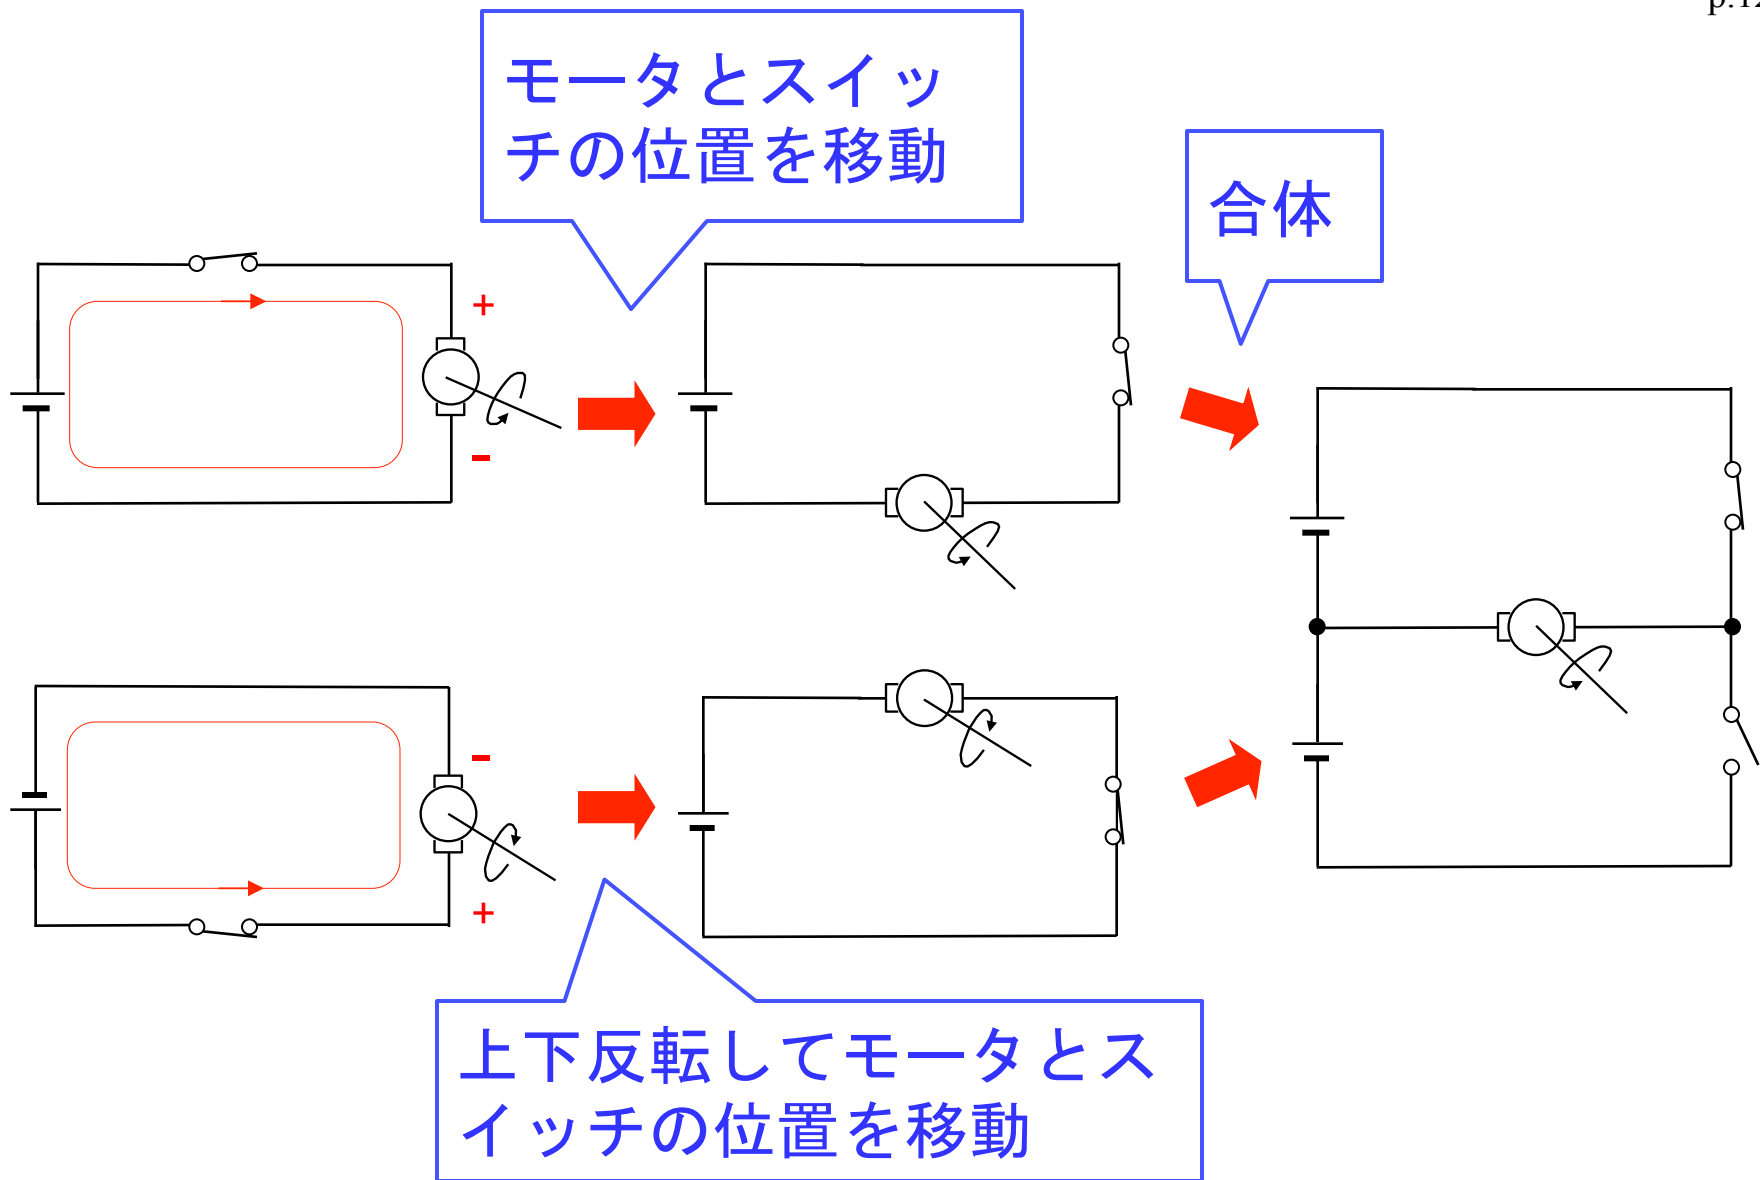 モータとスイッ
チの位置を移動
合体
+
-
-
+
上下反転してモータとス
イッチの位置を移動